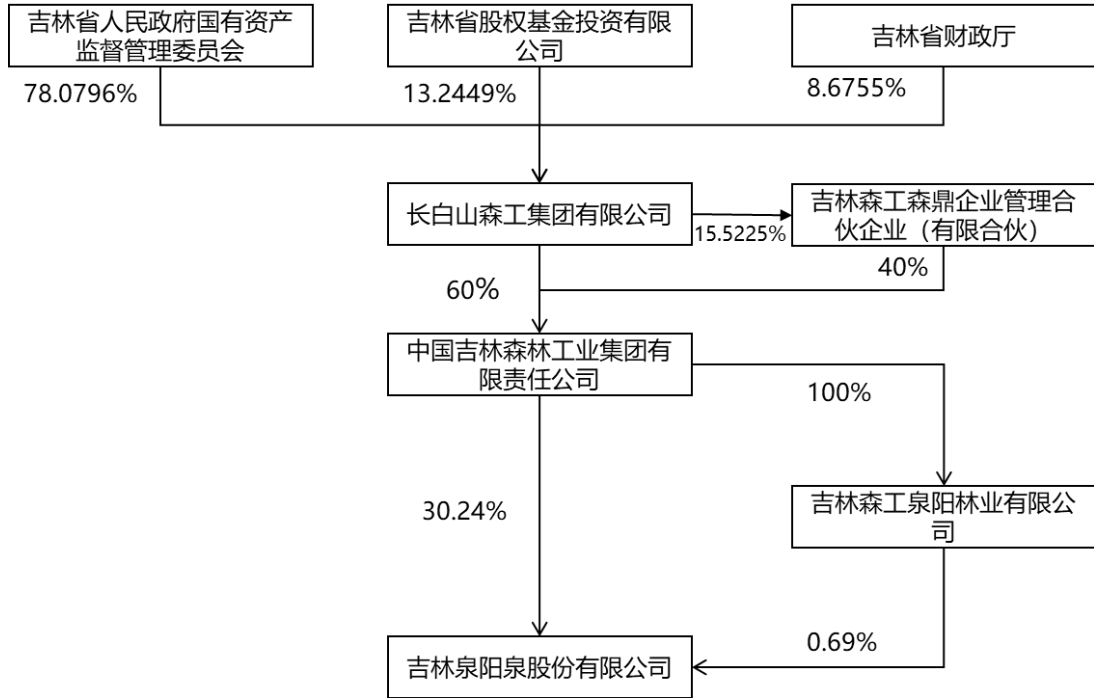 吉林省人民政府国有资产
监督管理委员会
吉林省股权基金投资有限
公司
吉林省财政厅
78.0796%
13.2449%
8.6755%
长白山森工集团有限公司
15.5225%
吉林森工森鼎企业管理合
伙企业（有限合伙）
60%
40%
中国吉林森林工业集团有
限责任公司
100%
30.24%
吉林森工泉阳林业有限公
司
0.69%
吉林泉阳泉股份有限公司